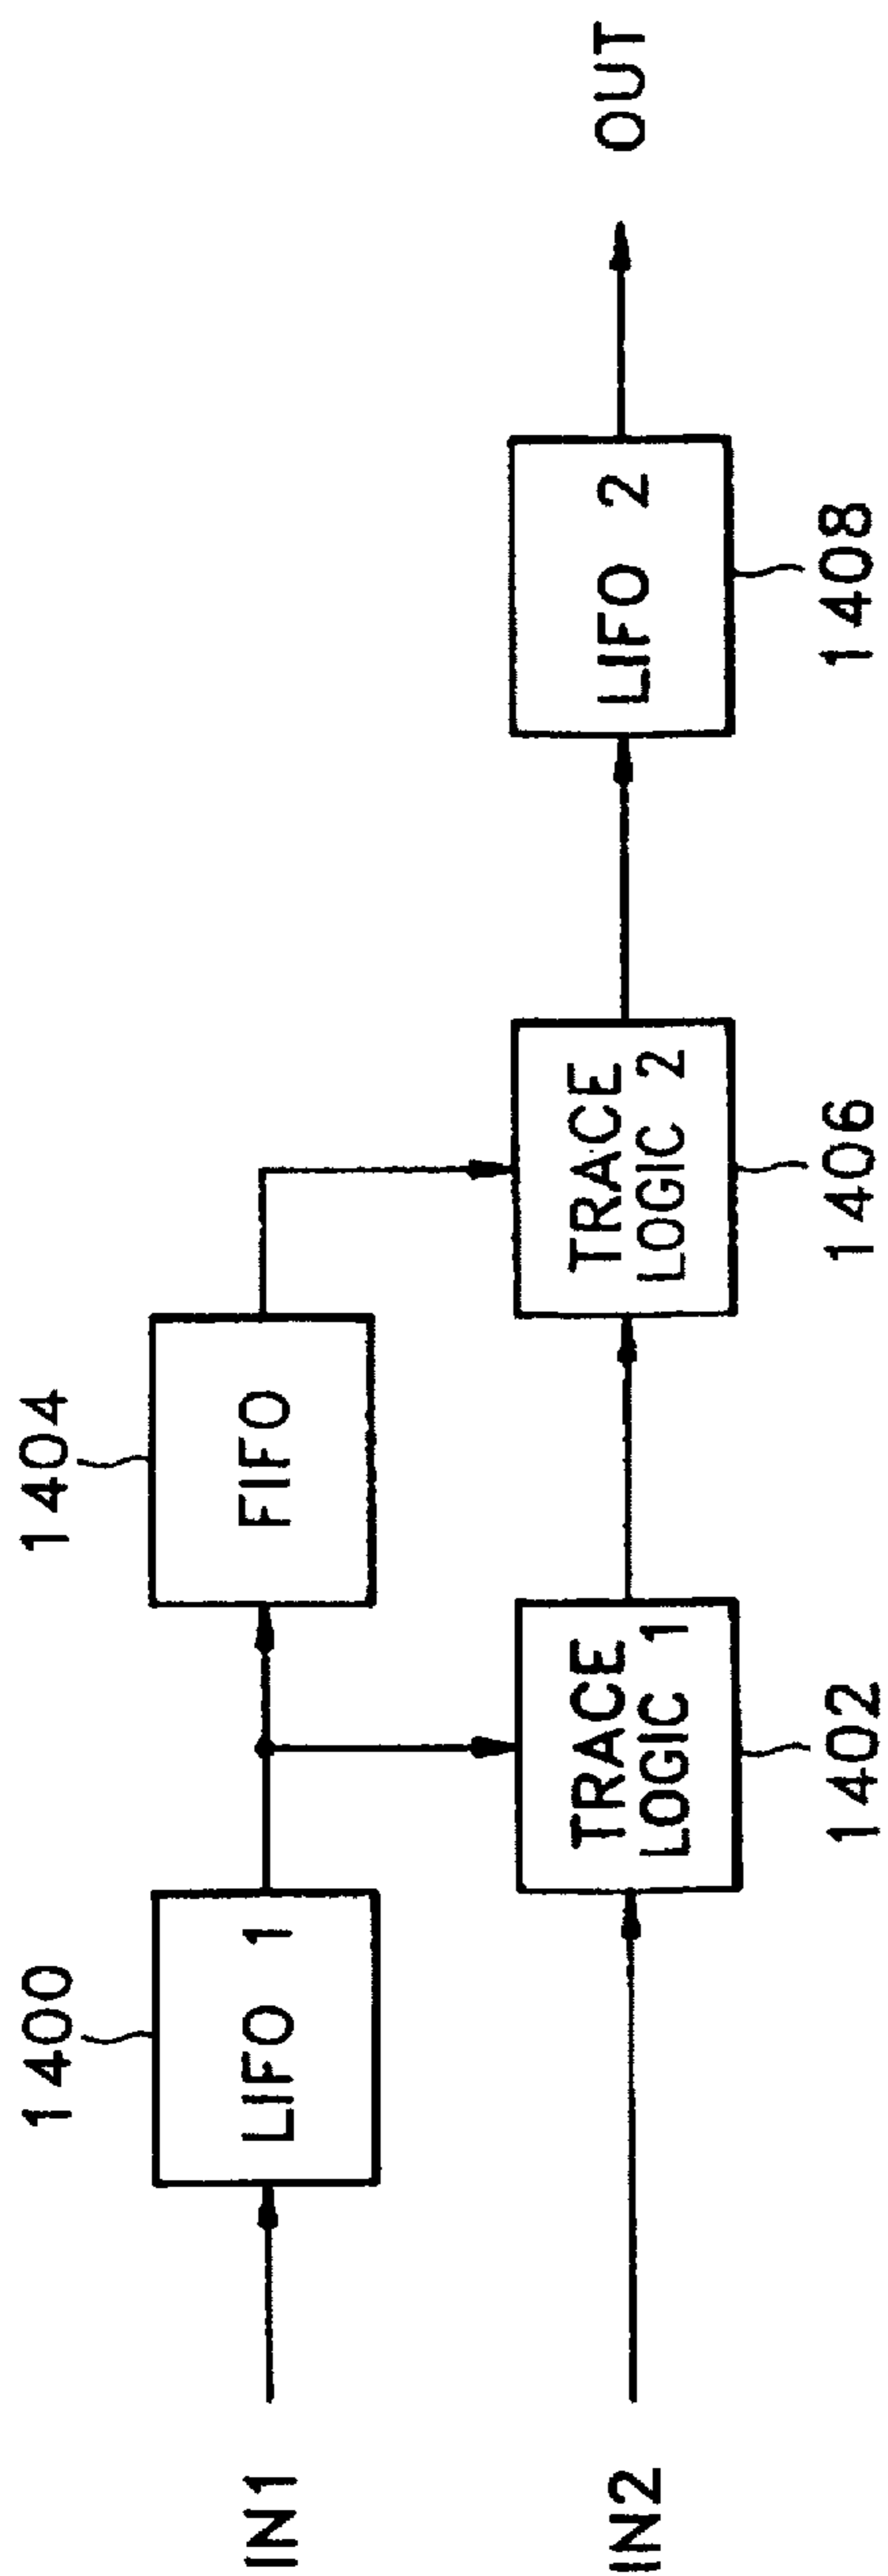 1400
1404
IN1
LIFO 1
FIFO
IN2
TRACE
LOGIC 1
TRACE
LOGIC 2
LIFO 2
OUT
1402
1406
1408